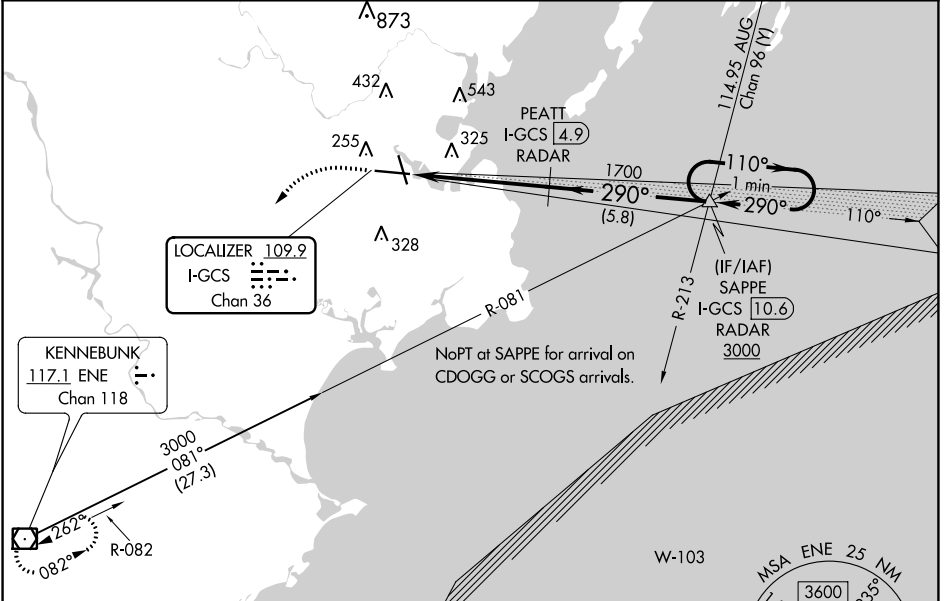 873
432
543
255
325
328
PEATT
I-GCS 4.9
RADAR
114.95 AUG
Chan 96 (Y)
1700
290°
(5.8)
110°
1 min
290°
110°
LOCALIZER 109.9
I-GCS
Chan 36
(IF/IAF)
SAPPE
I-GCS 10.6
RADAR
3000
R-213
R-081
NoPT at SAPPE for arrival on
CDOGG or SCOGS arrivals.
KENNEBUNK
117.1 ENE
Chan 118
3000
081°
(27.3)
262°
082°
R-082
W-103
MSA ENE 25 NM
3600